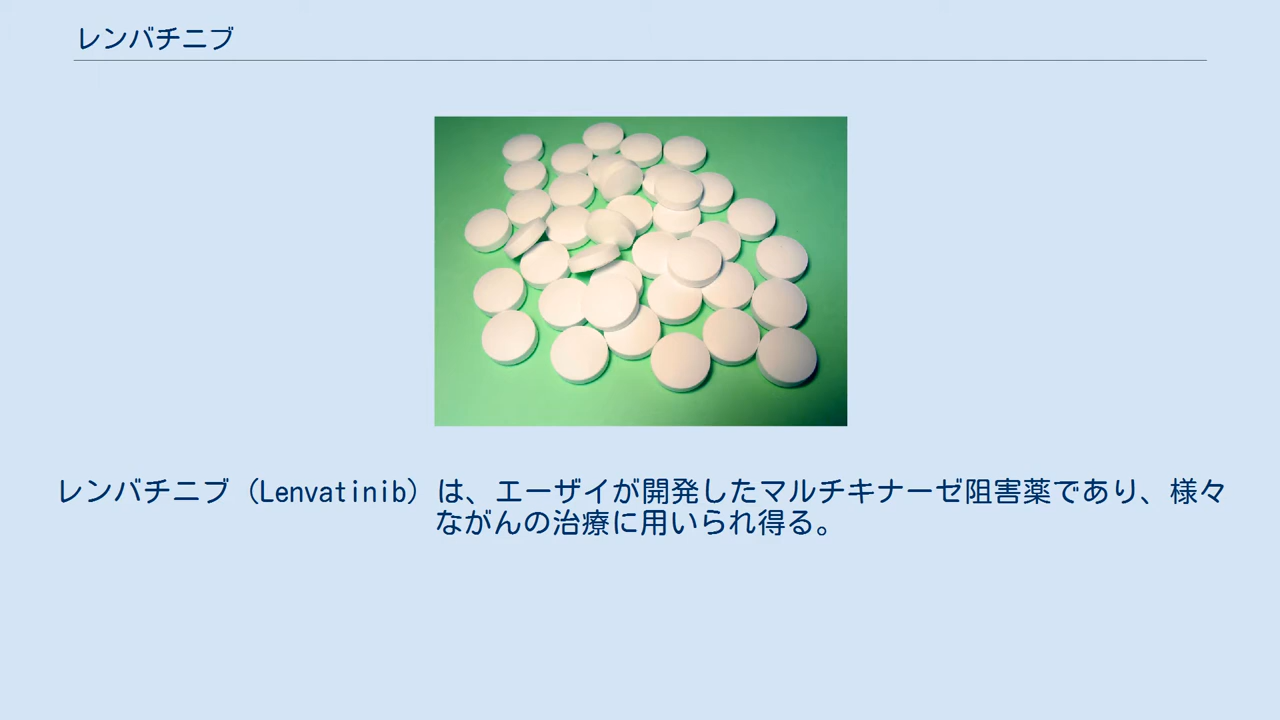 レンバチニブ
レンバチニブ（Lenvatinib）は、エーザイが開発したマルチキナーゼ阻害薬であり、様々
ながんの治療に用いられ得る。